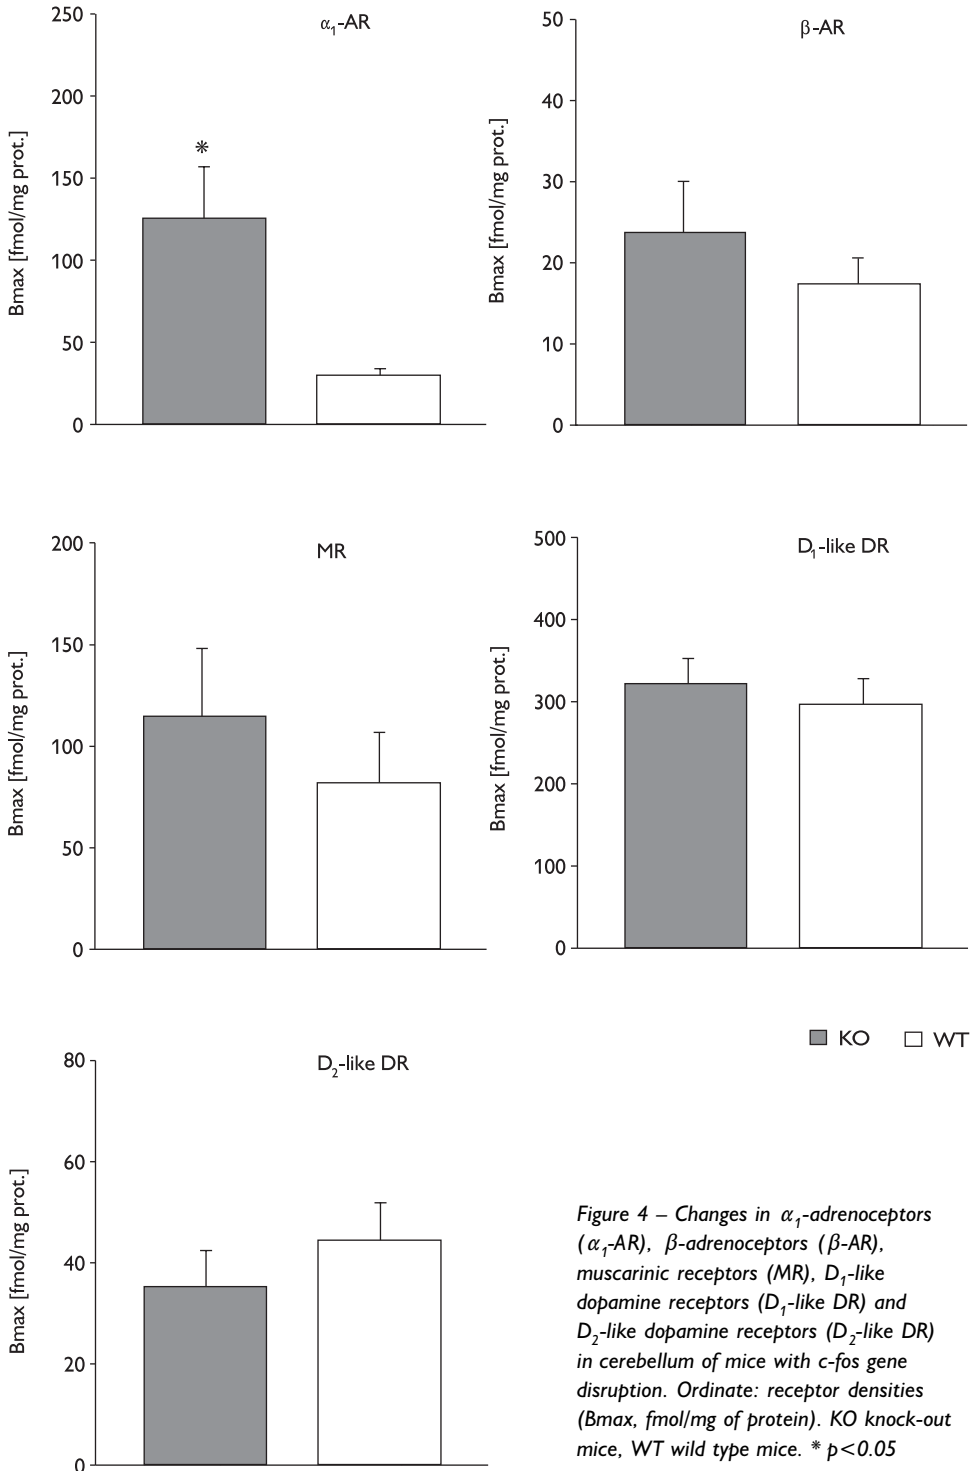 α1-AR
250
200
150
100
50
0
Bmax [fmol/mg prot.]
*
β-AR
50
40
30
20
10
0
Bmax [fmol/mg prot.]
MR
200
150
100
50
0
Bmax [fmol/mg prot.]
D1-like DR
500
400
300
200
100
0
Bmax [fmol/mg prot.]
KO WT
D2-like DR
80
60
40
20
0
Bmax [fmol/mg prot.]
Figure 4 – Changes in α1-adrenoceptors
(α1-AR), β-adrenoceptors (β-AR),
muscarinic receptors (MR), D1-like
dopamine receptors (D1-like DR) and
D2-like dopamine receptors (D2-like DR)
in cerebellum of mice with c-fos gene
disruption. Ordinate: receptor densities
(Bmax, fmol/mg of protein). KO knock-out
mice, WT wild type mice. * p<0.05